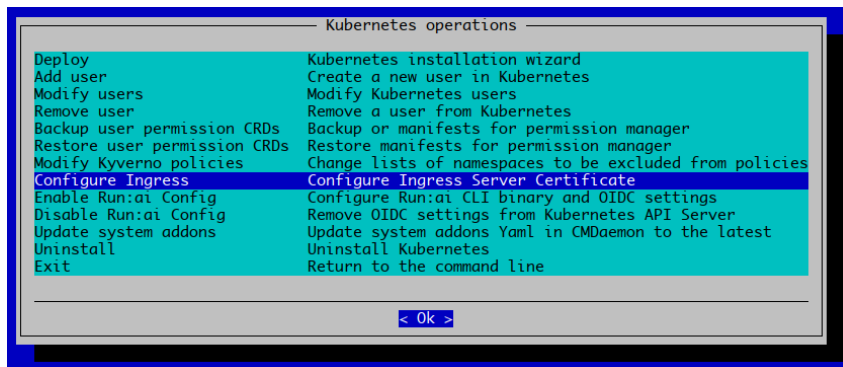 Kubernetes operations
Deploy Kubernetes installation wizard
Add user Create a new user in Kubernetes
Modify users Modify Kubernetes users
Remove user Remove a user from Kubernetes
Backup user permission CRDs Backup or manifests for permission manager
Restore user permission CRDs Restore manifests for permission manager
Modify Kyverno policies Change lists of namespaces to be excluded from policies
Configure Ingress Configure Ingress Server Certificate
Enable Run:ai Config Configure Run:ai CLI binary and OIDC settings
Disable Run:ai Config Remove OIDC settings from Kubernetes API Server
Update system addons Update system addons Yaml in CMDaemon to the latest
Uninstall Uninstall Kubernetes
Exit Return to the command line
< Ok >